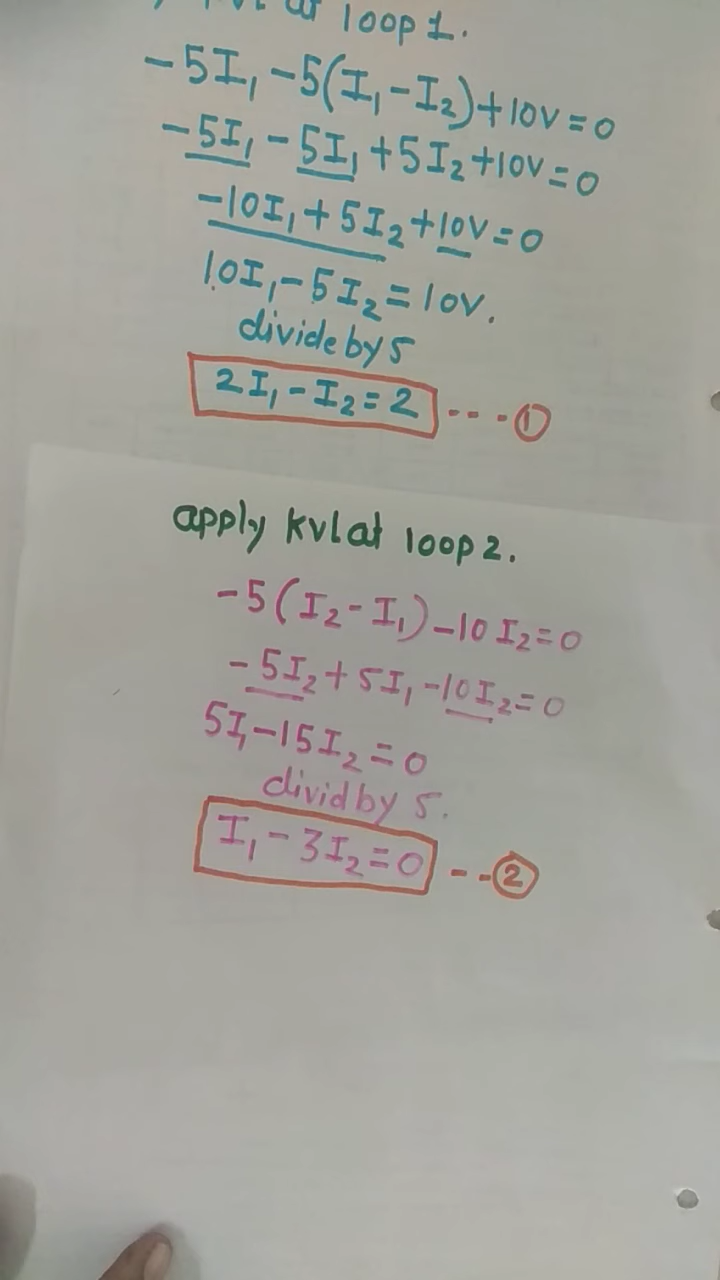 at loop 1.
-5I₁ -5(I₁-I₂)+10V=0
-5I₁ -5I₁ +5I₂+10V=0
-10I₁+5I₂+10V=0
10I₁-5I₂=10V.
divide by 5
2I₁-I₂=2 ---①
apply kvl at loop 2.
-5(I₂-I₁)-10I₂=0
-5I₂+5I₁-10I₂=0
5I₁-15I₂=0
divid by 5.
I₁-3I₂=0 --②